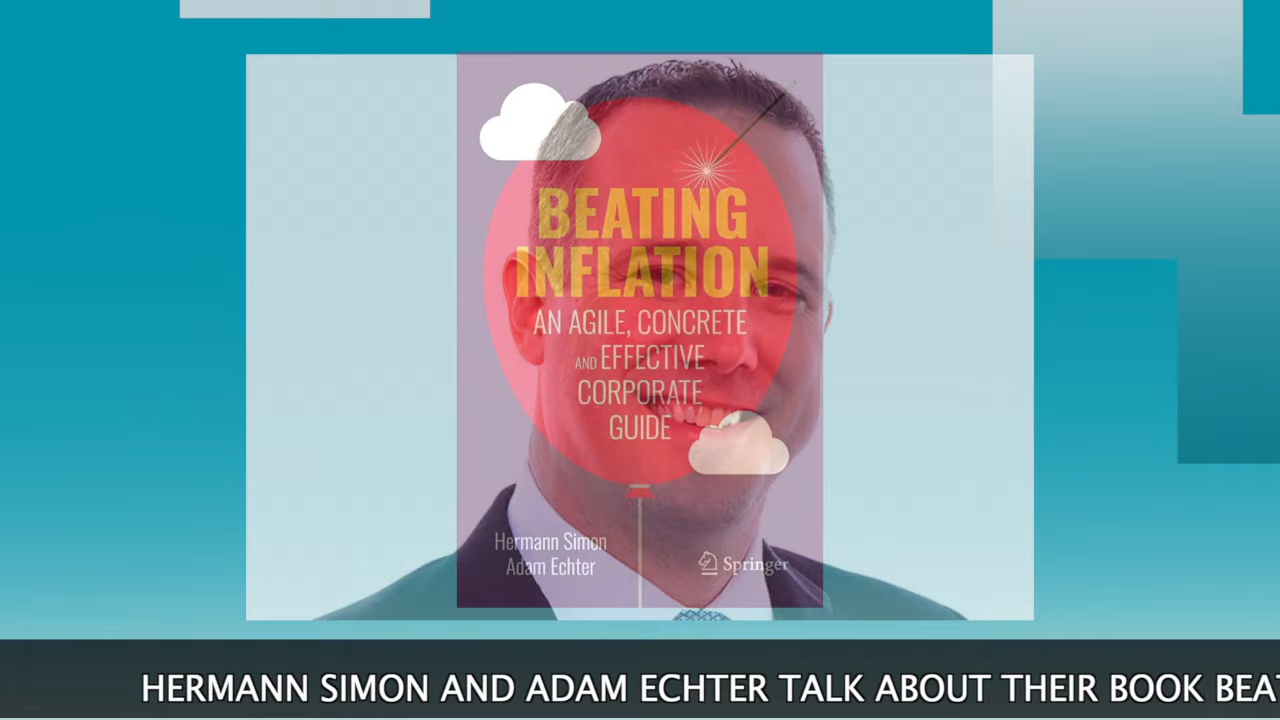 BEATING
INFLATION
AN AGILE, CONCRETE
AND EFFECTIVE
CORPORATE
GUIDE
Hermann Simon
Adam Echter
Springer
HERMANN SIMON AND ADAM ECHTER TALK ABOUT THEIR BOOK